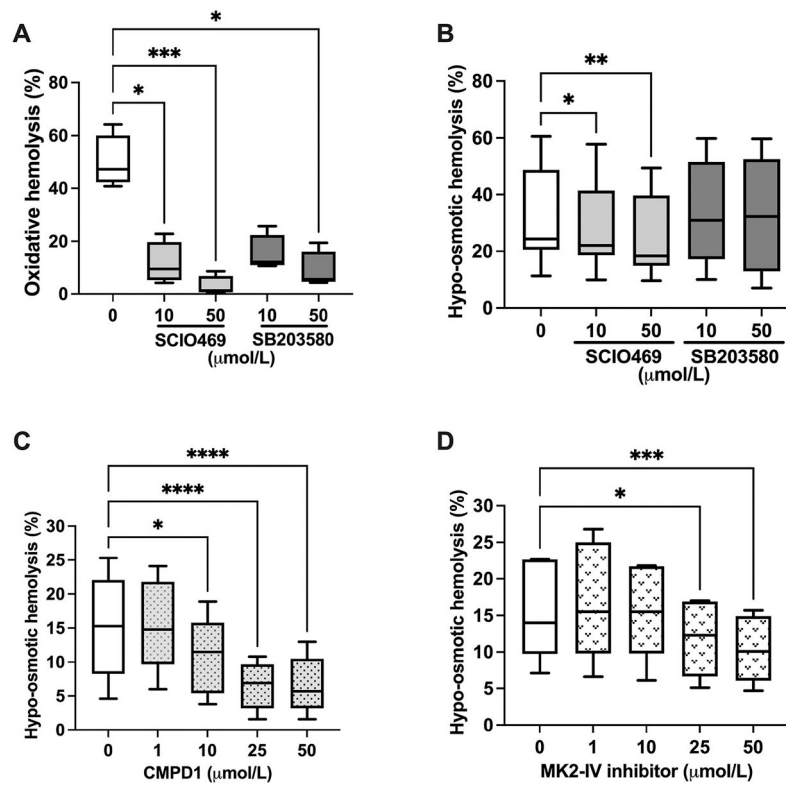 A
Oxidative hemolysis (%)
80
60
40
20
0
*
***
*
0 10 50 10 50
SCIO469 SB203580
(μmol/L)
B
Hypo-osmotic hemolysis (%)
80
60
40
20
0
**
*
0 10 50 10 50
SCIO469 SB203580
(μmol/L)
C
Hypo-osmotic hemolysis (%)
30
25
20
15
10
5
0
****
****
*
0 1 10 25 50
CMPD1 (μmol/L)
D
Hypo-osmotic hemolysis (%)
30
25
20
15
10
5
0
***
*
0 1 10 25 50
MK2-IV inhibitor (μmol/L)